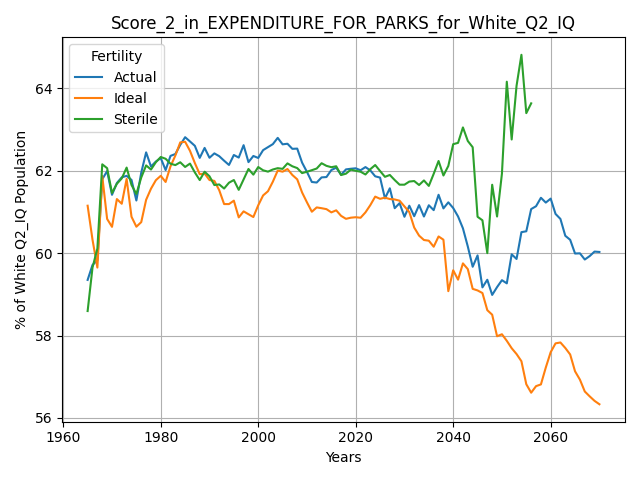 Score_2_in_EXPENDITURE_FOR_PARKS_for_White_Q2_IQ
Fertility
Actual
Ideal
Sterile
% of White Q2_IQ Population
64
62
60
58
56
1960
1980
2000
2020
2040
2060
Years